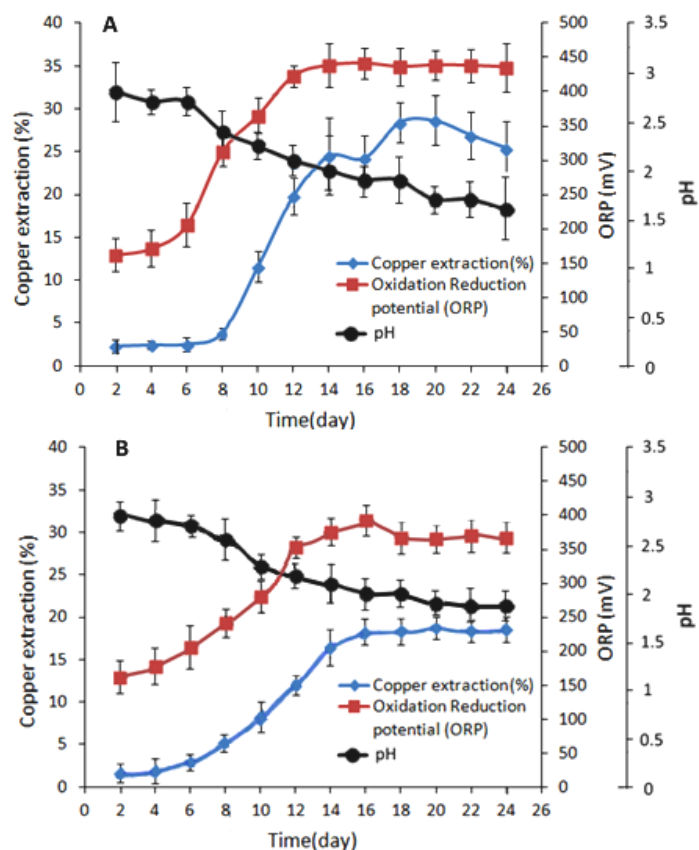 A
40
35
30
25
20
15
10
5
0
Copper extraction (%)
500
450
400
350
300
250
200
150
100
50
0
ORP (mV)
3.5
3
2.5
2
1.5
1
0.5
0
pH
Copper extraction(%)
Oxidation Reduction
potential (ORP)
pH
0 2 4 6 8 10 12 14 16 18 20 22 24 26
Time(day)
B
40
35
30
25
20
15
10
5
0
Copper extraction (%)
500
450
400
350
300
250
200
150
100
50
0
ORP (mV)
3.5
3
2.5
2
1.5
1
0.5
0
pH
Copper extraction(%)
Oxidation Reduction
potential (ORP)
pH
0 2 4 6 8 10 12 14 16 18 20 22 24 26
Time(day)